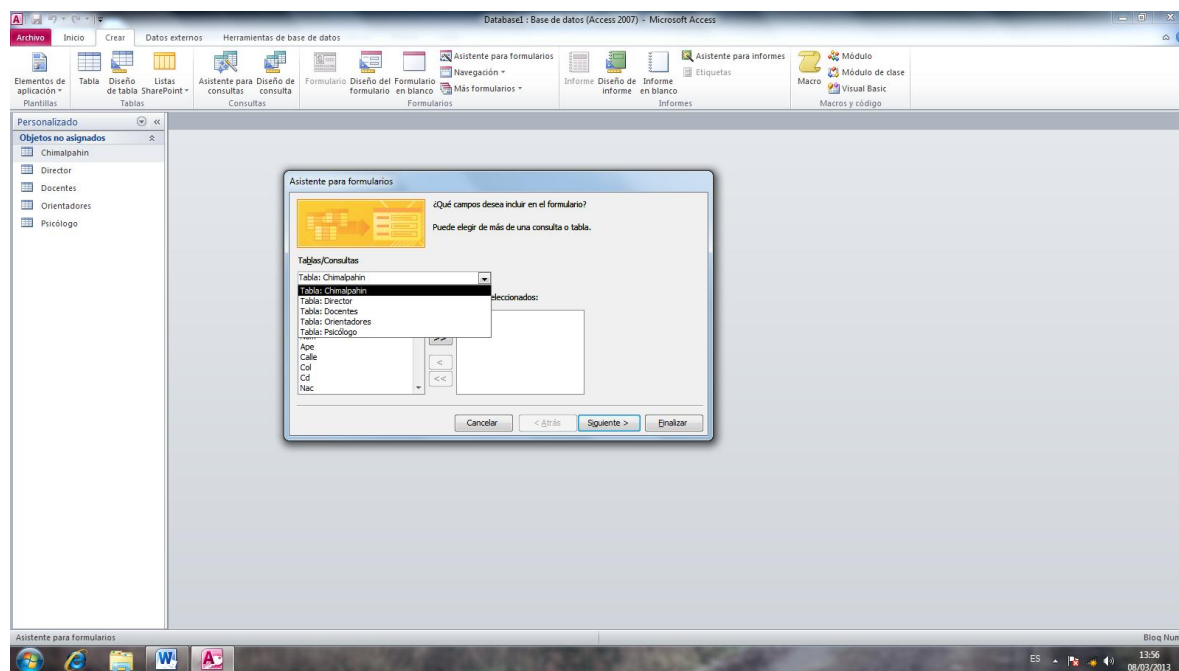 Database1 : Base de datos (Access 2007) - Microsoft Access
Archivo Inicio Crear Datos externos Herramientas de base de datos
Elementos de aplicación
Tabla
Diseño de tabla
Listas SharePoint
Asistente para consultas
Diseño de consulta
Formulario
Diseño del formulario
Formulario en blanco
Asistente para formularios
Navegación
Más formularios
Informe
Diseño de informe
Informe en blanco
Asistente para informes
Etiquetas
Macro
Módulo
Módulo de clase
Visual Basic
Plantillas Tablas Consultas Formularios Informes Macros y código
Personalizado
Objetos no asignados
Chimalpahin
Director
Docentes
Orientadores
Psicólogo
Asistente para formularios
¿Qué campos desea incluir en el formulario?
Puede elegir de más de una consulta o tabla.
Tablas/Consultas
Tabla: Chimalpahin
Tabla: Chimalpahin
Tabla: Director
Tabla: Docentes
Tabla: Orientadores
Tabla: Psicólogo
eleccionados:
Ape
Calle
Col
Cd
Nac
>>
<
<<
Cancelar < Atrás Siguiente > Finalizar
Asistente para formularios
Bloq Num
ES
13:56
08/03/2013